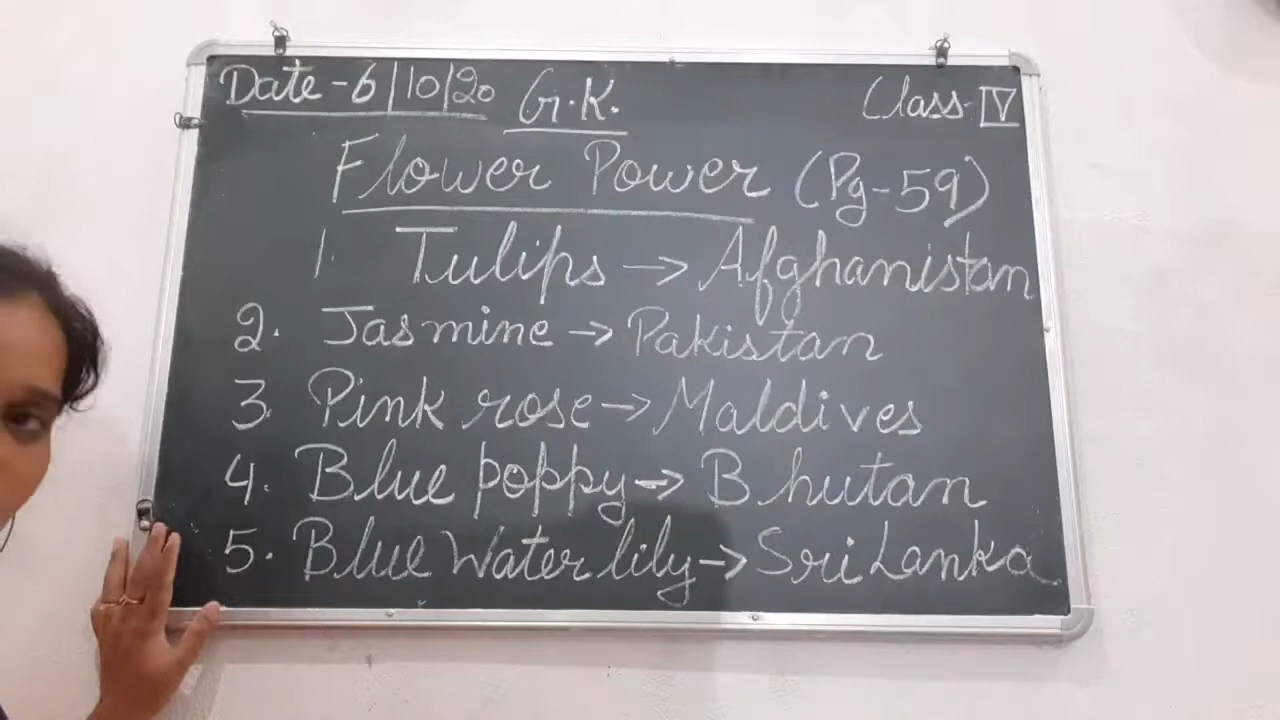 Date-6/10/20 G.K. Class-V
Flower Power (Pg-59)
1. Tulips → Afghanistan
2. Jasmine → Pakistan
3. Pink rose → Maldives
4. Blue poppy → Bhutan
5. Blue Water lily → Sri Lanka